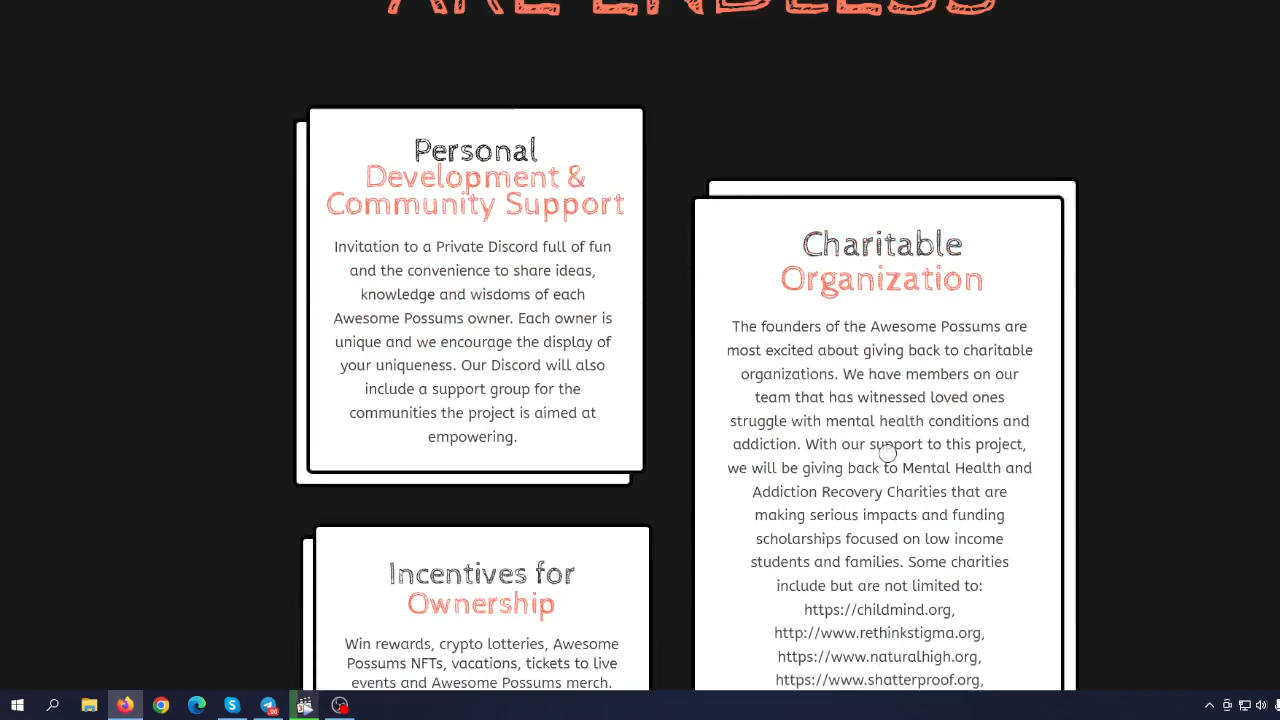 ARE ENDLESS
Personal
Development &
Community Support
Invitation to a Private Discord full of fun
and the convenience to share ideas,
knowledge and wisdoms of each
Awesome Possums owner. Each owner is
unique and we encourage the display of
your uniqueness. Our Discord will also
include a support group for the
communities the project is aimed at
empowering.
Incentives for
Ownership
Win rewards, crypto lotteries, Awesome
Possums NFTs, vacations, tickets to live
events and Awesome Possums merch.
Charitable
Organization
The founders of the Awesome Possums are
most excited about giving back to charitable
organizations. We have members on our
team that has witnessed loved ones
struggle with mental health conditions and
addiction. With our support to this project,
we will be giving back to Mental Health and
Addiction Recovery Charities that are
making serious impacts and funding
scholarships focused on low income
students and families. Some charities
include but are not limited to:
https://childmind.org,
http://www.rethinkstigma.org,
https://www.naturalhigh.org,
https://www.shatterproof.org,